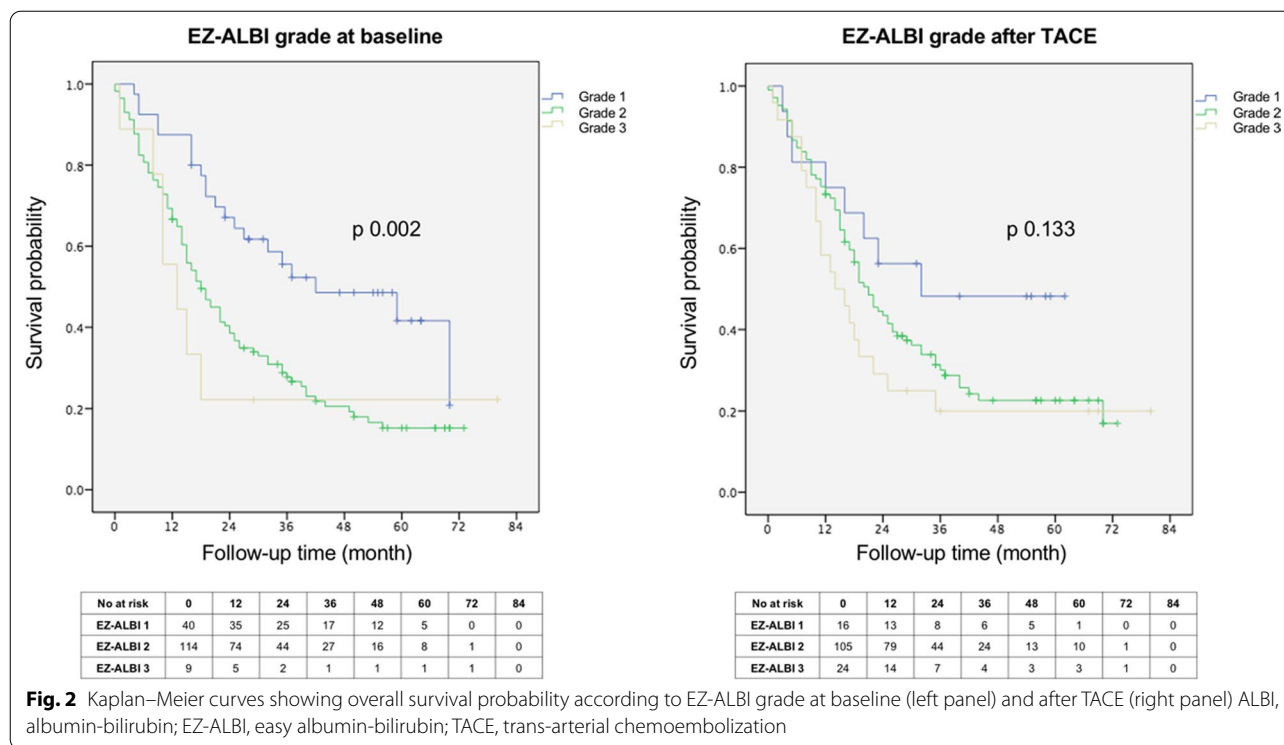 EZ-ALBI grade at baseline
Grade 1
Grade 2
Grade 3
1.0
0.8
0.6
0.4
0.2
0.0
Survival probability
p 0.002
0 12 24 36 48 60 72 84
Follow-up time (month)
No at risk 0 12 24 36 48 60 72 84
EZ-ALBI 1 40 35 25 17 12 5 0 0
EZ-ALBI 2 114 74 44 27 16 8 1 0
EZ-ALBI 3 9 5 2 1 1 1 1 0
EZ-ALBI grade after TACE
Grade 1
Grade 2
Grade 3
1.0
0.8
0.6
0.4
0.2
0.0
Survival probability
p 0.133
0 12 24 36 48 60 72 84
Follow-up time (month)
No at risk 0 12 24 36 48 60 72 84
EZ-ALBI 1 16 13 8 6 5 1 0 0
EZ-ALBI 2 105 79 44 24 13 10 1 0
EZ-ALBI 3 24 14 7 4 3 3 1 0
Fig. 2 Kaplan–Meier curves showing overall survival probability according to EZ-ALBI grade at baseline (left panel) and after TACE (right panel) ALBI,
albumin-bilirubin; EZ-ALBI, easy albumin-bilirubin; TACE, trans-arterial chemoembolization